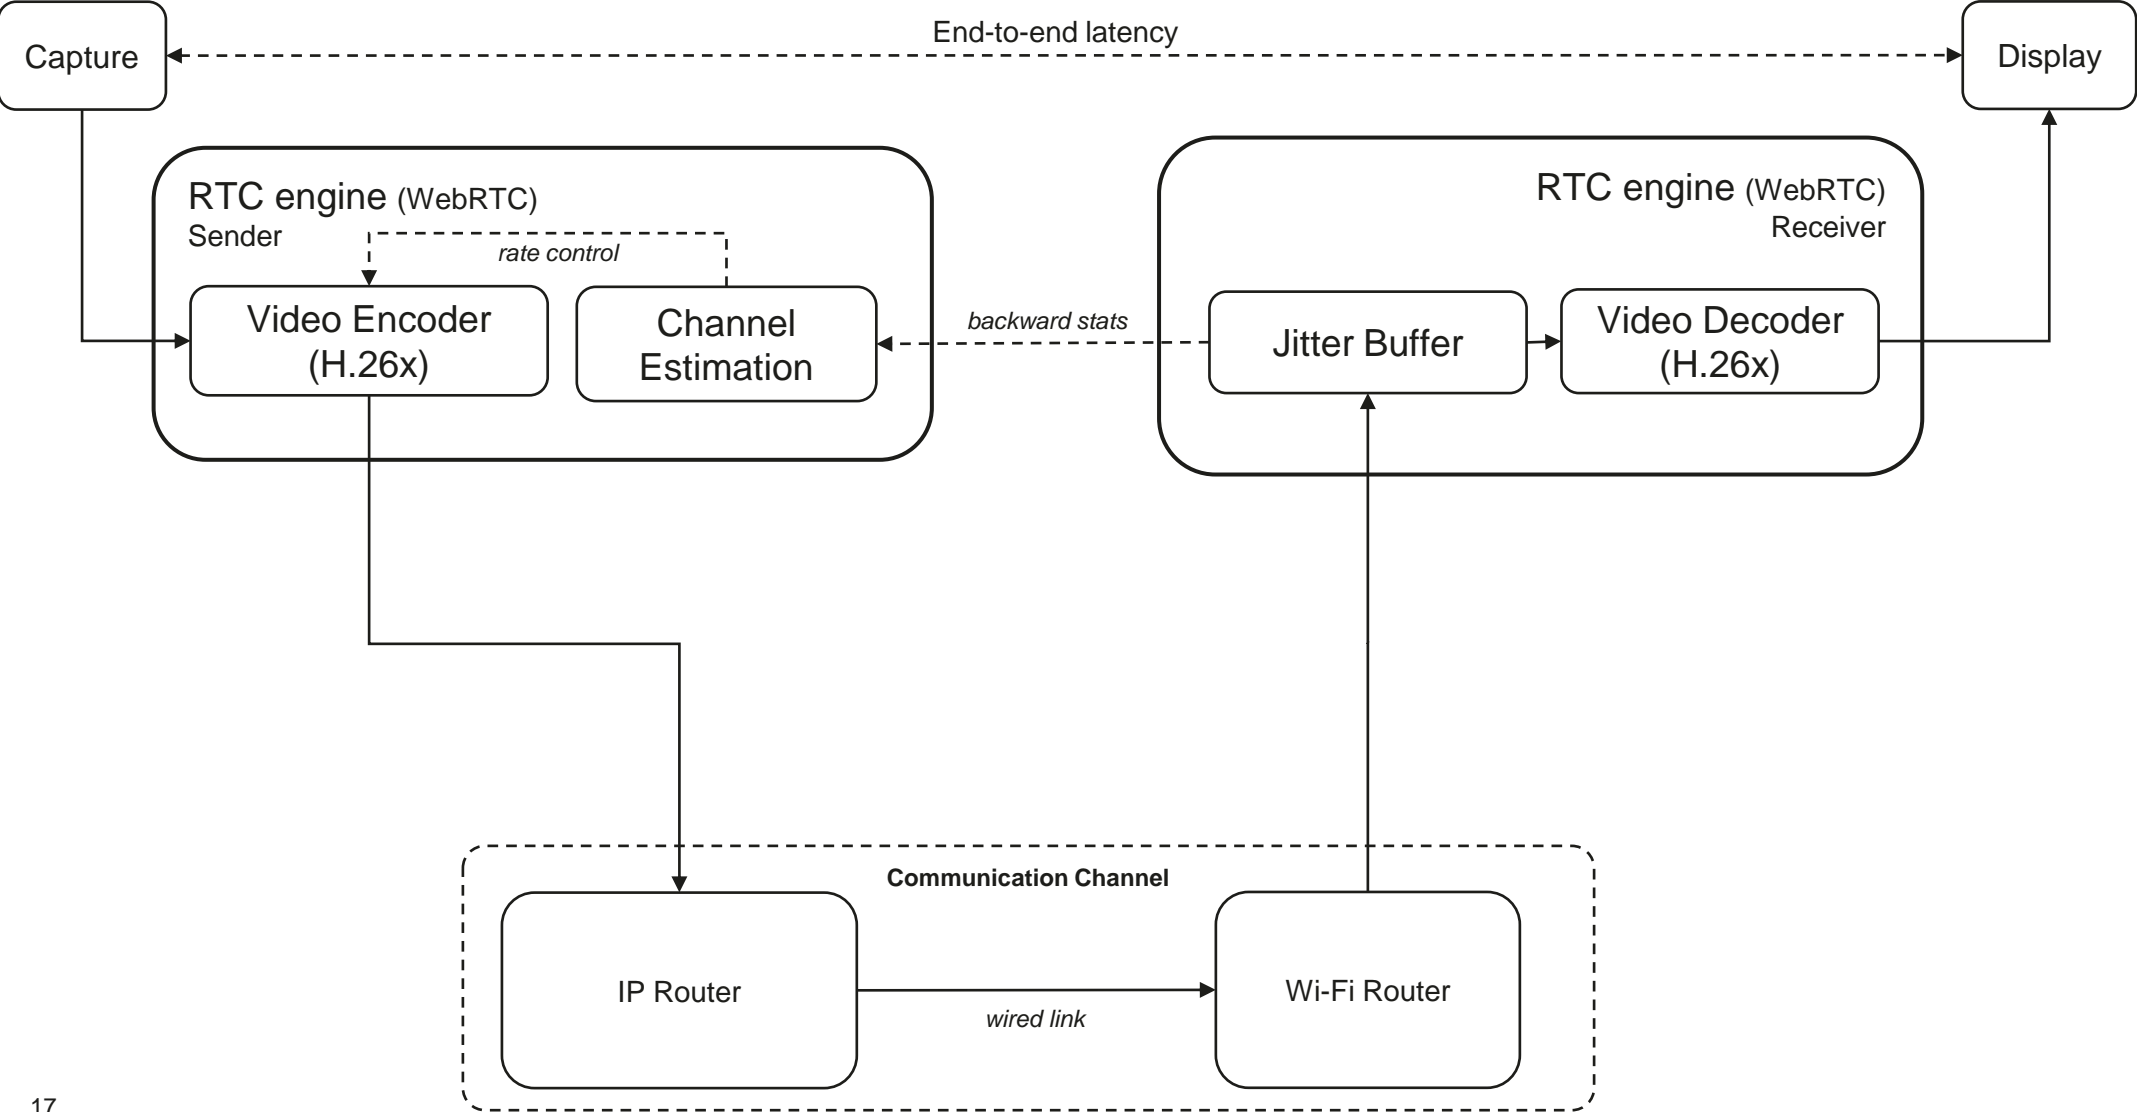 End-to-end latency
Capture
Display
RTC engine (WebRTC)
Sender
rate control
Video Encoder
(H.26x)
Channel
Estimation
backward stats
RTC engine (WebRTC)
Receiver
Jitter Buffer
Video Decoder
(H.26x)
Communication Channel
IP Router
wired link
Wi-Fi Router
17